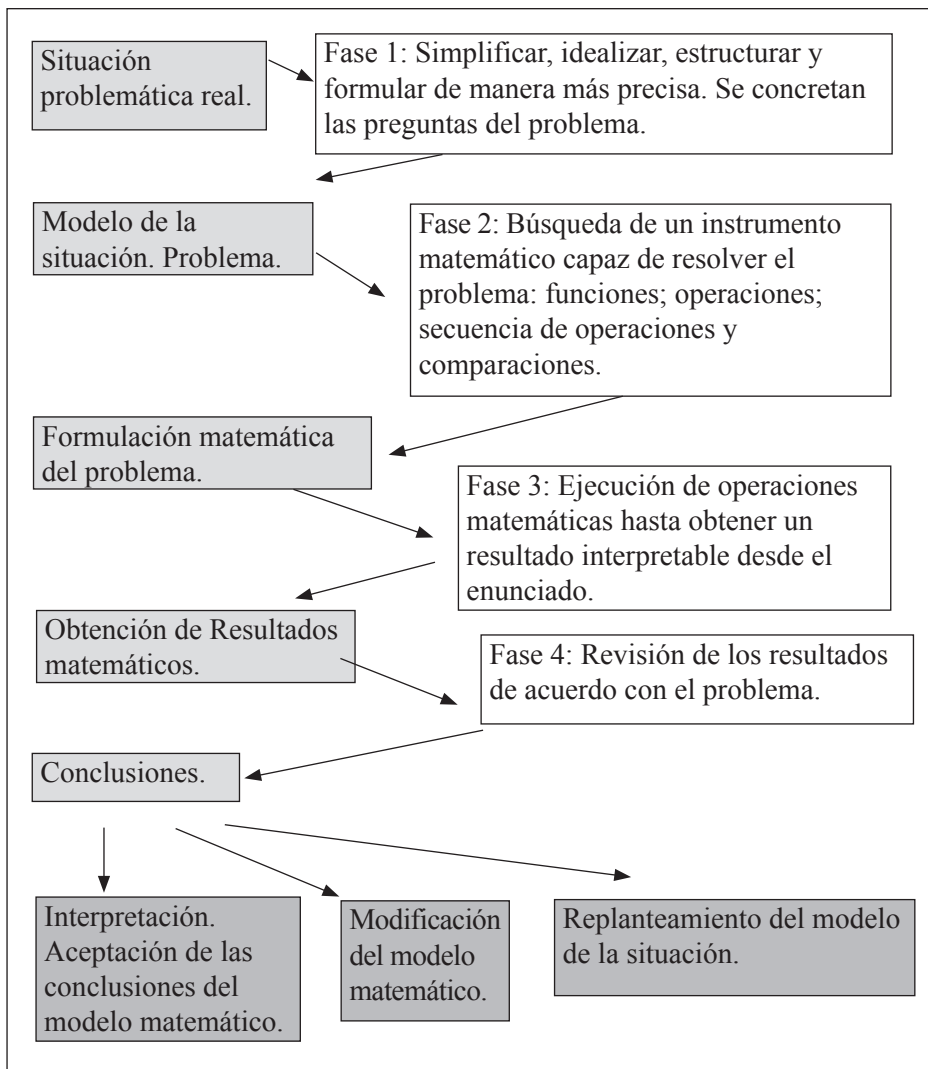 Situación
problemática real.
Fase 1: Simplificar, idealizar, estructurar y
formular de manera más precisa. Se concretan
las preguntas del problema.
Modelo de la
situación. Problema.
Fase 2: Búsqueda de un instrumento
matemático capaz de resolver el
problema: funciones; operaciones;
secuencia de operaciones y
comparaciones.
Formulación matemática
del problema.
Fase 3: Ejecución de operaciones
matemáticas hasta obtener un
resultado interpretable desde el
enunciado.
Obtención de Resultados
matemáticos.
Fase 4: Revisión de los resultados
de acuerdo con el problema.
Conclusiones.
Interpretación.
Aceptación de las
conclusiones del
modelo matemático.
Modificación
del modelo
matemático.
Replanteamiento del modelo
de la situación.